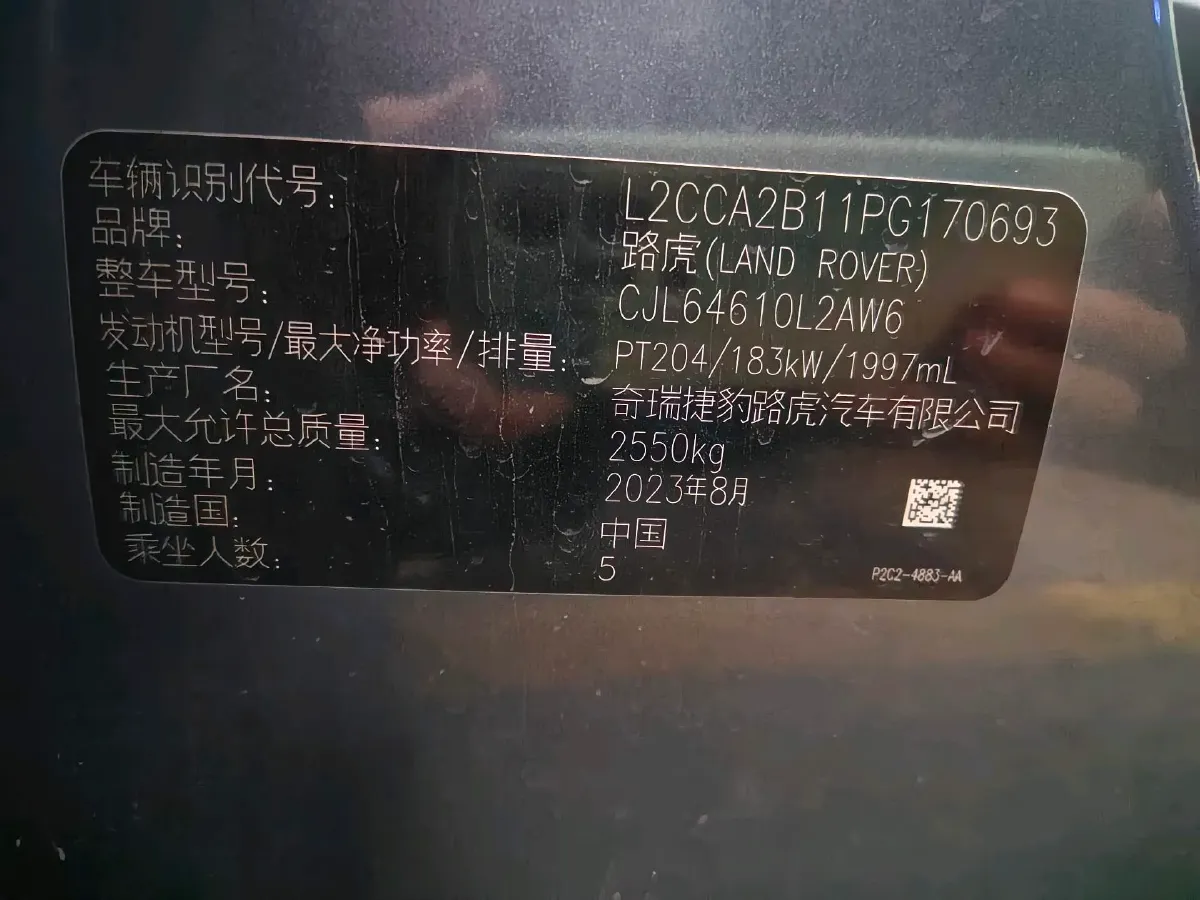 车辆识别代号: L2CCA2B11PG170693
品牌: 路虎(LAND ROVER)
整车型号: CJL64610L2AW6
发动机型号/最大净功率/排量: PT204/183kW/1997mL
生产厂名: 奇瑞捷豹路虎汽车有限公司
最大允许总质量: 2550kg
制造年月: 2023年8月
制造国: 中国
乘坐人数: 5
P2C2-4883-AA